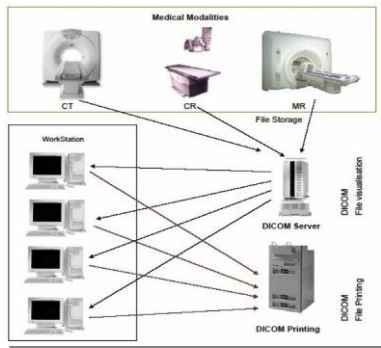 Medical Modalities
CT
CR
MR
File Storage
WorkStation
DICOM Server
DICOM
File visualisation
DICOM Printing
DICOM
File Printing